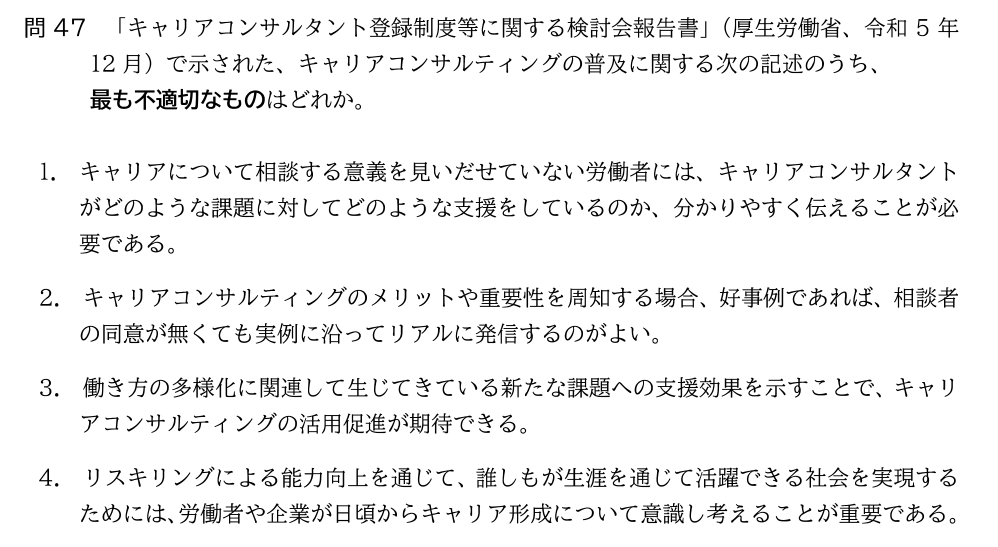 問 47 「キャリアコンサルタント登録制度等に関する検討会報告書」（厚生労働省、令和 5 年
12 月）で示された、キャリアコンサルティングの普及に関する次の記述のうち、
最も不適切なものはどれか。
1. キャリアについて相談する意義を見いだせていない労働者には、キャリアコンサルタント
がどのような課題に対してどのような支援をしているのか、分かりやすく伝えることが必
要である。
2. キャリアコンサルティングのメリットや重要性を周知する場合、好事例であれば、相談者
の同意が無くても実例に沿ってリアルに発信するのがよい。
3. 働き方の多様化に関連して生じてきている新たな課題への支援効果を示すことで、キャリ
アコンサルティングの活用促進が期待できる。
4. リスキリングによる能力向上を通じて、誰しもが生涯を通じて活躍できる社会を実現する
ためには、労働者や企業が日頃からキャリア形成について意識し考えることが重要である。